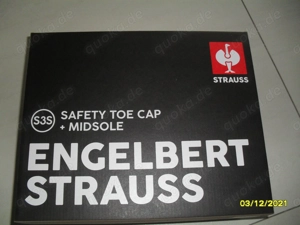 STRAUSS
S3S
SAFETY TOE CAP
+ MIDSOLE
ENGELBERT
STRAUSS
03/12/2021